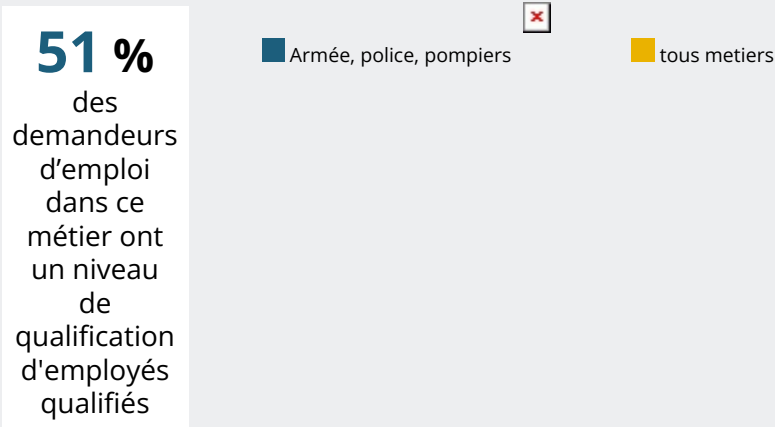 51 %
des
demandeurs
d’emploi
dans ce
métier ont
un niveau
de
qualification
d'employés
qualifiés
Armée, police, pompiers
tous metiers